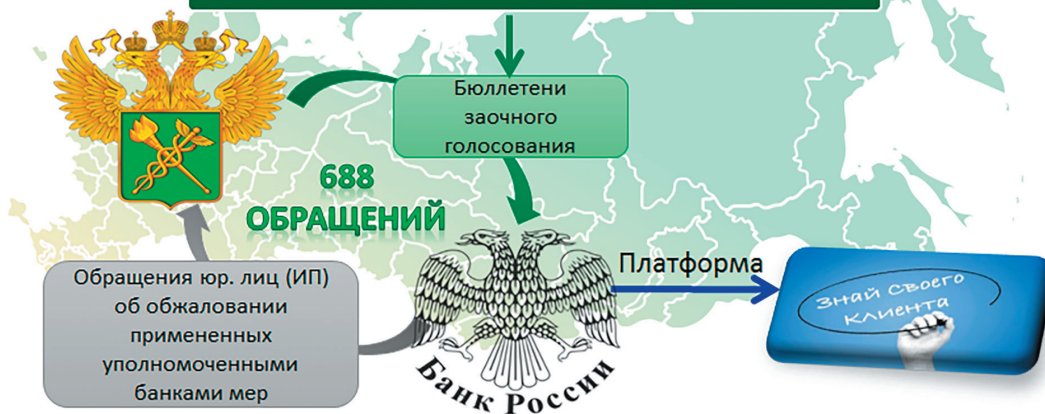 Бюллетени
заочного
голосования
688
ОБРАЩЕНИЙ
Обращения юр. лиц (ИП)
об обжаловании
примененных
уполномоченными
банками мер
Банк России
Платформа
Знай своего
Клиента